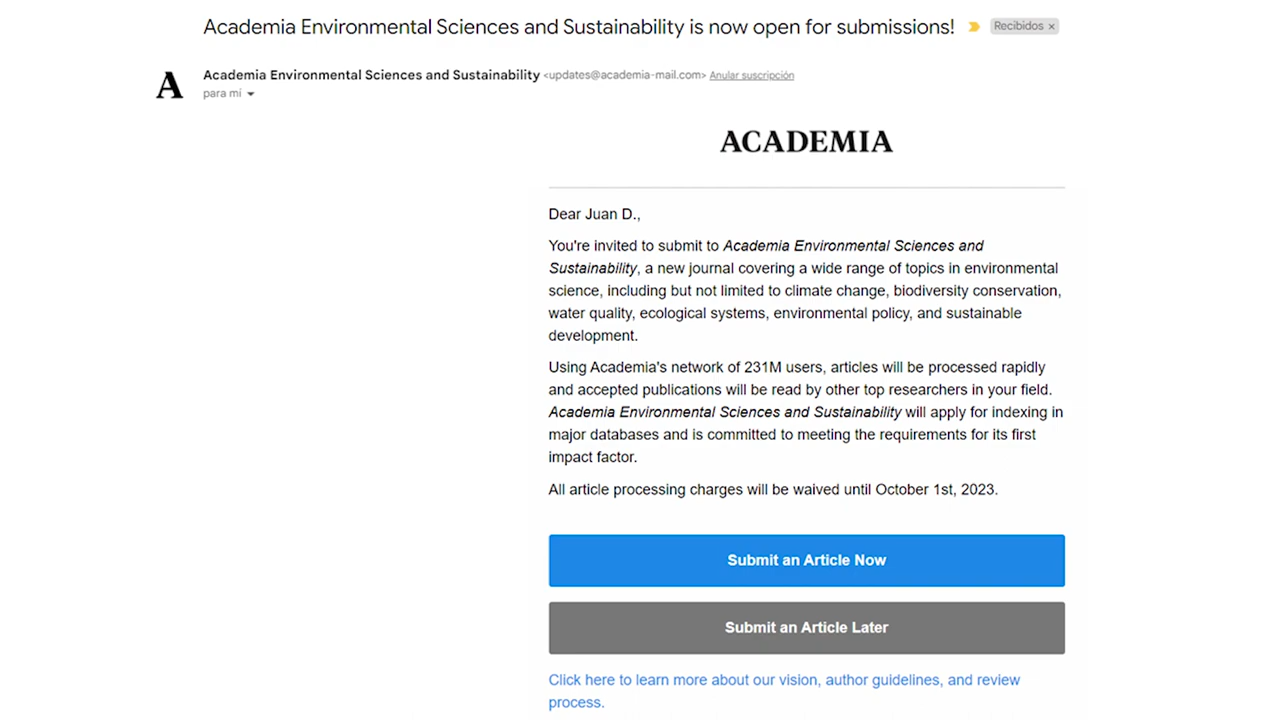 Academia Environmental Sciences and Sustainability is now open for submissions!
Recibidos ×
A
Academia Environmental Sciences and Sustainability <updates@academia-mail.com> Anular suscripción
para mi
ACADEMIA
Dear Juan D.,
You're invited to submit to Academia Environmental Sciences and
Sustainability, a new journal covering a wide range of topics in environmental
science, including but not limited to climate change, biodiversity conservation,
water quality, ecological systems, environmental policy, and sustainable
development.
Using Academia's network of 231M users, articles will be processed rapidly
and accepted publications will be read by other top researchers in your field.
Academia Environmental Sciences and Sustainability will apply for indexing in
major databases and is committed to meeting the requirements for its first
impact factor.
All article processing charges will be waived until October 1st, 2023.
Submit an Article Now
Submit an Article Later
Click here to learn more about our vision, author guidelines, and review
process.